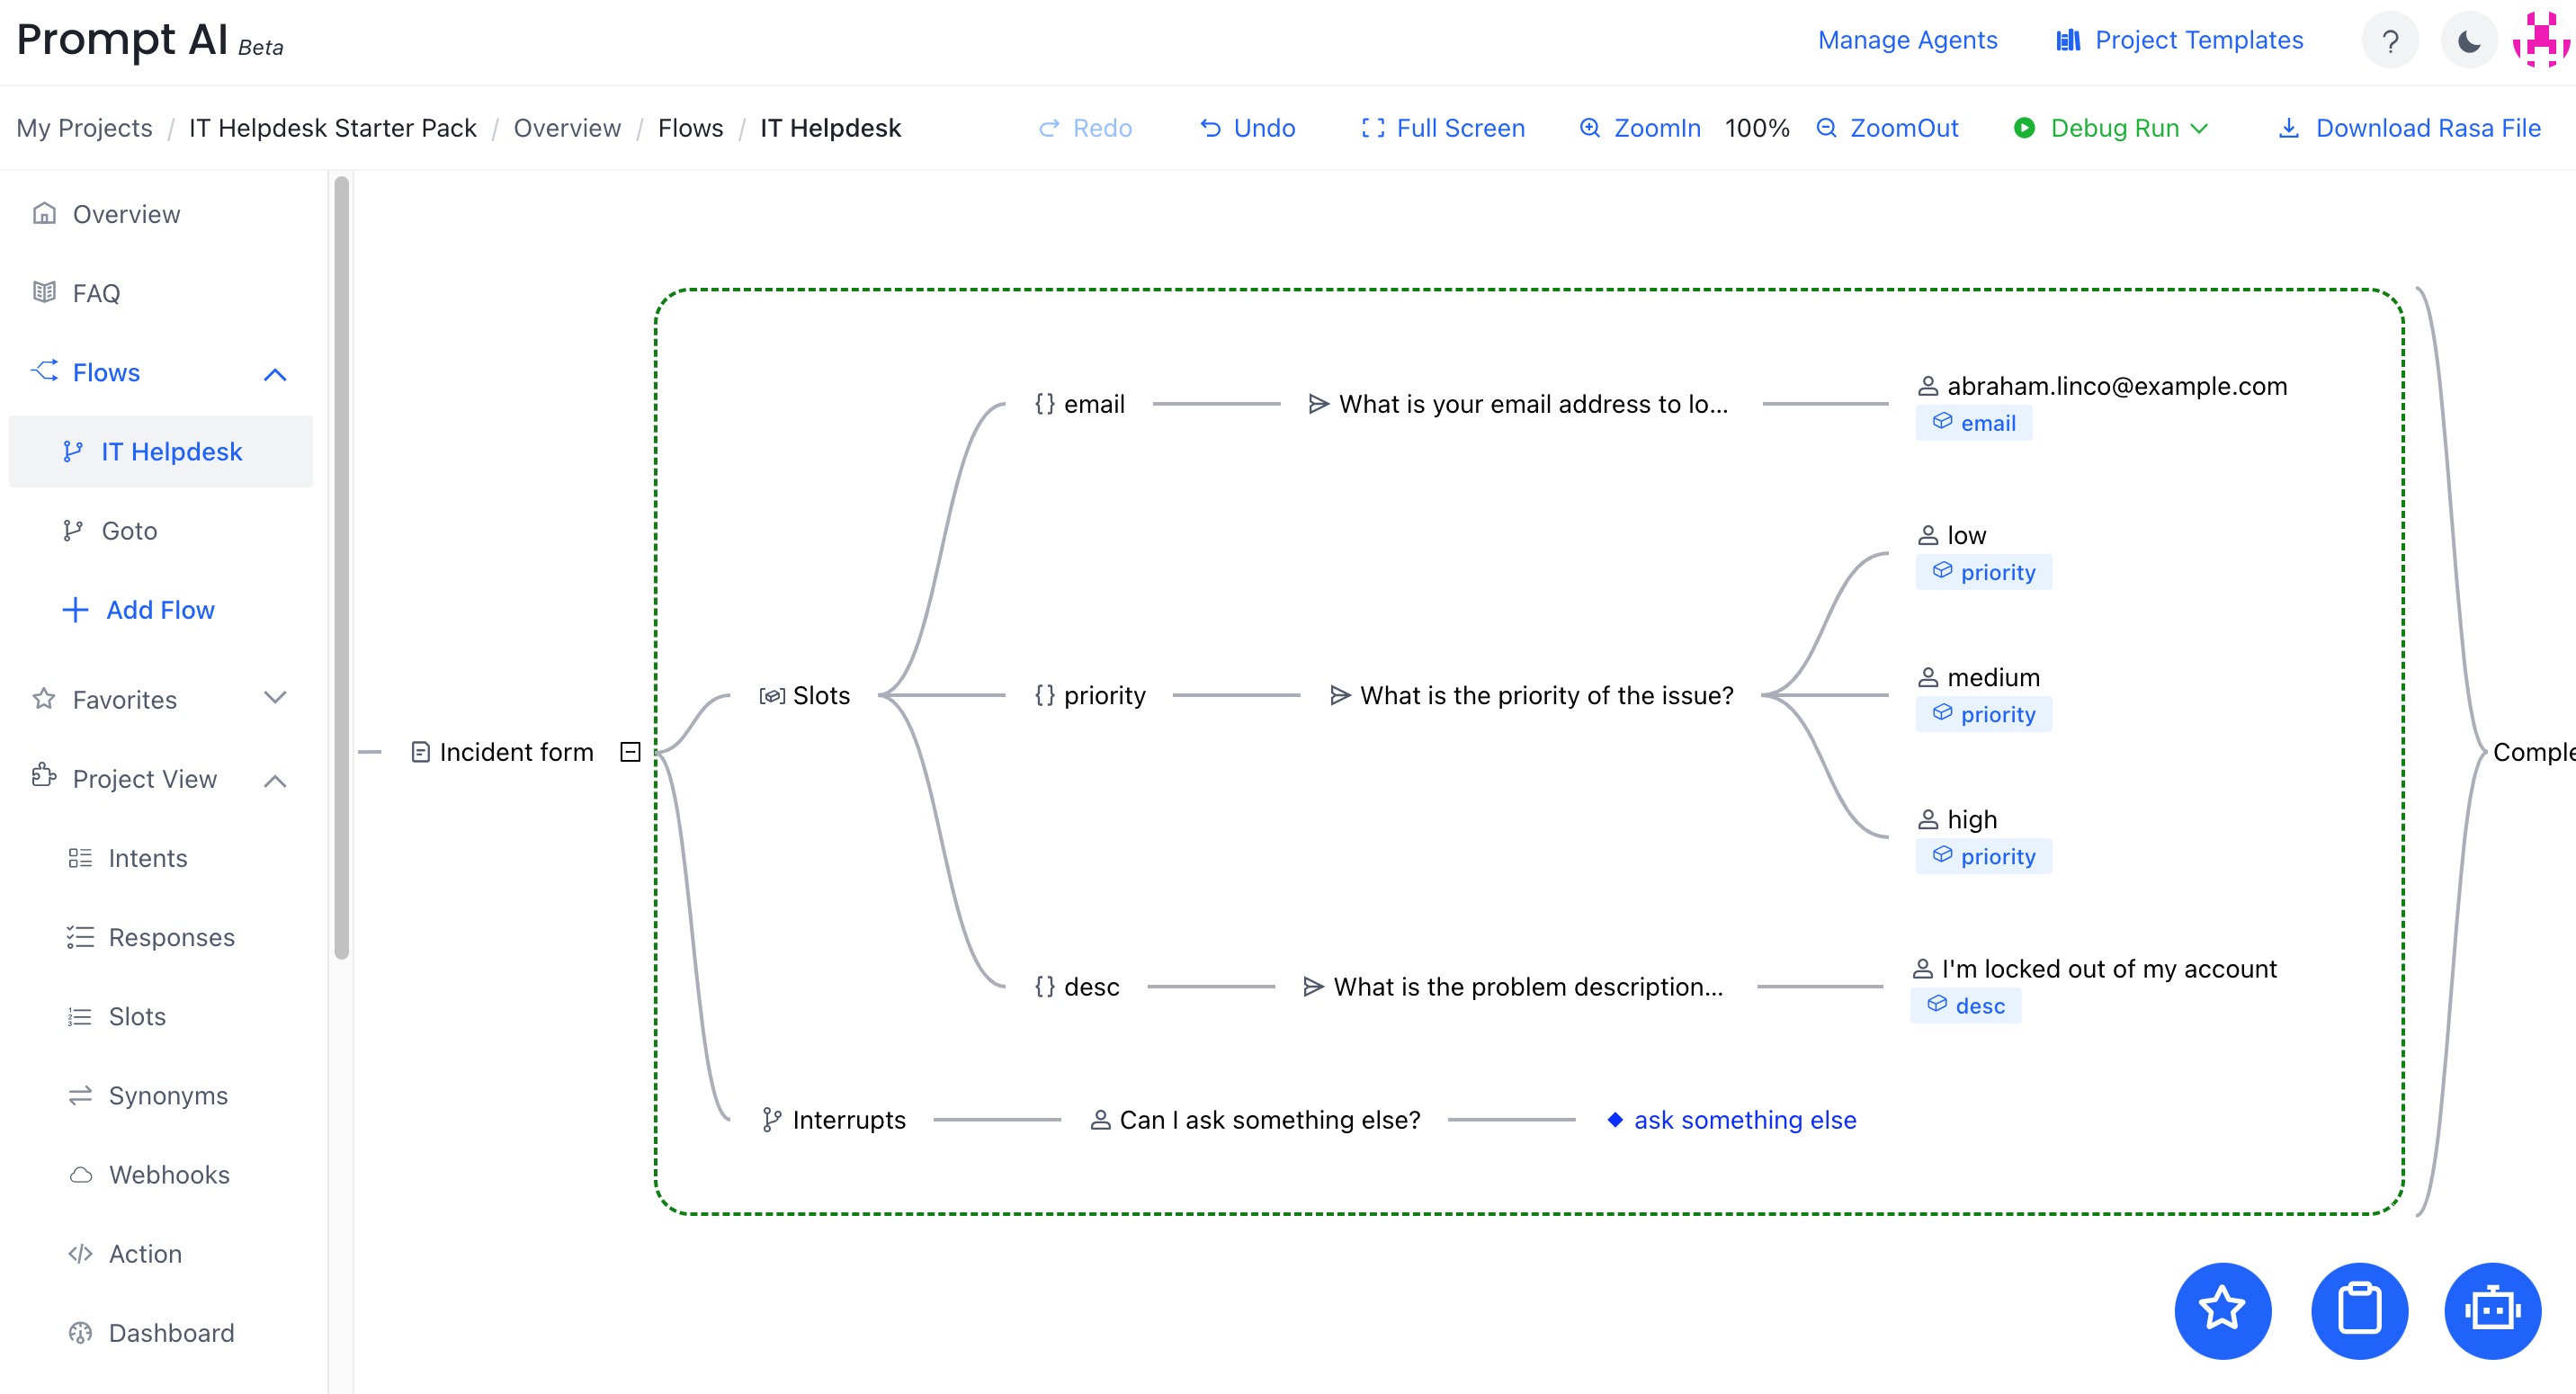 Prompt AI Beta
Manage Agents
Project Templates
?
My Projects / IT Helpdesk Starter Pack / Overview / Flows / IT Helpdesk
Redo
Undo
Full Screen
ZoomIn
100%
ZoomOut
Debug Run
Download Rasa File
Overview
FAQ
Flows
IT Helpdesk
Goto
Add Flow
Favorites
Project View
Intents
Responses
Slots
Synonyms
Webhooks
Action
Dashboard
Incident form
Slots
{} email
What is your email address to lo...
abraham.linco@example.com
email
{} priority
What is the priority of the issue?
low
priority
medium
priority
high
priority
{} desc
What is the problem description...
I'm locked out of my account
desc
Interrupts
Can I ask something else?
ask something else
Comple